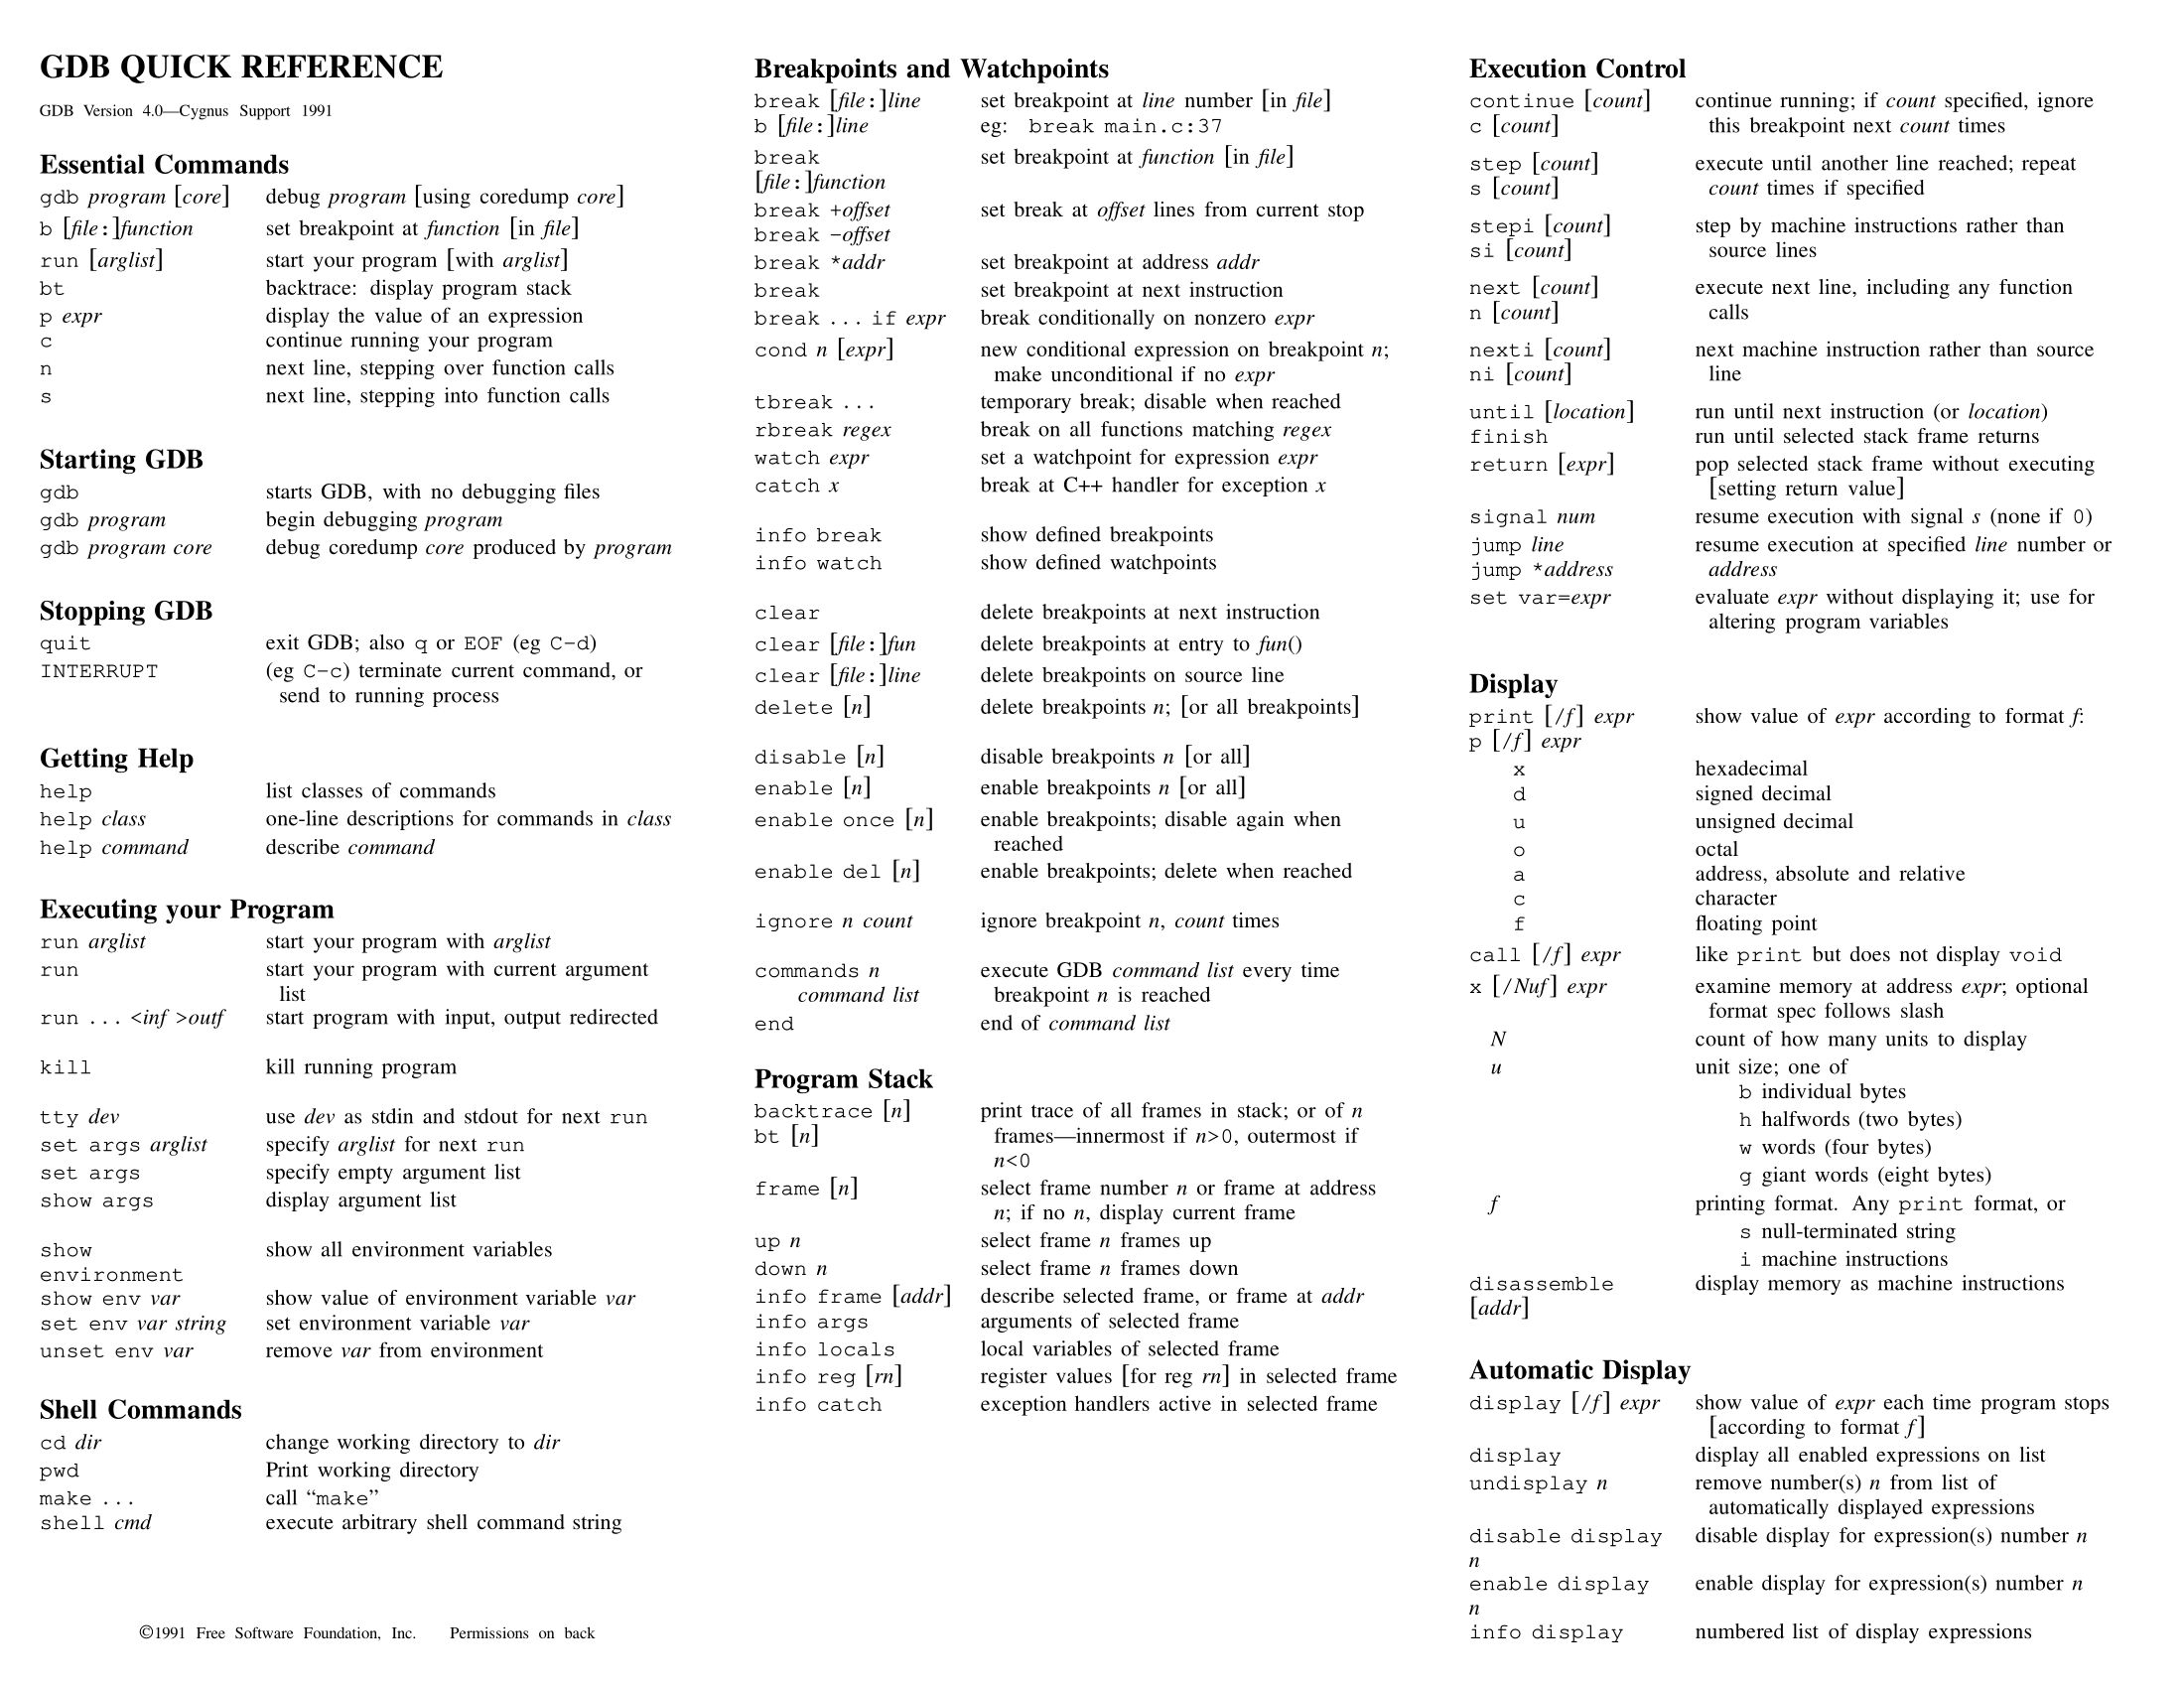 GDB QUICK REFERENCE
GDB Version 4.0—Cygnus Support 1991
Essential Commands
gdb program [core] debug program [using coredump core]
b [file:]function set breakpoint at function [in file]
run [arglist] start your program [with arglist]
bt backtrace: display program stack
p expr display the value of an expression
c continue running your program
n next line, stepping over function calls
s next line, stepping into function calls
Starting GDB
gdb starts GDB, with no debugging files
gdb program begin debugging program
gdb program core debug coredump core produced by program
Stopping GDB
quit exit GDB; also q or EOF (eg C-d)
INTERRUPT (eg C-c) terminate current command, or
send to running process
Getting Help
help list classes of commands
help class one-line descriptions for commands in class
help command describe command
Executing your Program
run arglist start your program with arglist
run start your program with current argument
list
run ... <inf >outf start program with input, output redirected
kill kill running program
tty dev use dev as stdin and stdout for next run
set args arglist specify arglist for next run
set args specify empty argument list
show args display argument list
show show all environment variables
environment
show env var show value of environment variable var
set env var string set environment variable var
unset env var remove var from environment
Shell Commands
cd dir change working directory to dir
pwd Print working directory
make ... call “make”
shell cmd execute arbitrary shell command string
©1991 Free Software Foundation, Inc. Permissions on back
Breakpoints and Watchpoints
break [file:]line set breakpoint at line number [in file]
b [file:]line eg: break main.c:37
break set breakpoint at function [in file]
[file:]function
break +offset set break at offset lines from current stop
break -offset
break *addr set breakpoint at address addr
break set breakpoint at next instruction
break ... if expr break conditionally on nonzero expr
cond n [expr] new conditional expression on breakpoint n;
make unconditional if no expr
tbreak ... temporary break; disable when reached
rbreak regex break on all functions matching regex
watch expr set a watchpoint for expression expr
catch x break at C++ handler for exception x
info break show defined breakpoints
info watch show defined watchpoints
clear delete breakpoints at next instruction
clear [file:]fun delete breakpoints at entry to fun()
clear [file:]line delete breakpoints on source line
delete [n] delete breakpoints n; [or all breakpoints]
disable [n] disable breakpoints n [or all]
enable [n] enable breakpoints n [or all]
enable once [n] enable breakpoints; disable again when
reached
enable del [n] enable breakpoints; delete when reached
ignore n count ignore breakpoint n, count times
commands n execute GDB command list every time
command list breakpoint n is reached
end end of command list
Program Stack
backtrace [n] print trace of all frames in stack; or of n
bt [n] frames—innermost if n>0, outermost if
n<0
frame [n] select frame number n or frame at address
n; if no n, display current frame
up n select frame n frames up
down n select frame n frames down
info frame [addr] describe selected frame, or frame at addr
info args arguments of selected frame
info locals local variables of selected frame
info reg [rn] register values [for reg rn] in selected frame
info catch exception handlers active in selected frame
Execution Control
continue [count] continue running; if count specified, ignore
c [count] this breakpoint next count times
step [count] execute until another line reached; repeat
s [count] count times if specified
stepi [count] step by machine instructions rather than
si [count] source lines
next [count] execute next line, including any function
n [count] calls
nexti [count] next machine instruction rather than source
ni [count] line
until [location] run until next instruction (or location)
finish run until selected stack frame returns
return [expr] pop selected stack frame without executing
[setting return value]
signal num resume execution with signal s (none if 0)
jump line resume execution at specified line number or
jump *address address
set var=expr evaluate expr without displaying it; use for
altering program variables
Display
print [/f] expr show value of expr according to format f:
p [/f] expr
x hexadecimal
d signed decimal
u unsigned decimal
o octal
a address, absolute and relative
c character
f floating point
call [/f] expr like print but does not display void
x [/Nuf] expr examine memory at address expr; optional
format spec follows slash
N count of how many units to display
u unit size; one of
b individual bytes
h halfwords (two bytes)
w words (four bytes)
g giant words (eight bytes)
f printing format. Any print format, or
s null-terminated string
i machine instructions
disassemble display memory as machine instructions
[addr]
Automatic Display
display [/f] expr show value of expr each time program stops
[according to format f]
display display all enabled expressions on list
undisplay n remove number(s) n from list of
automatically displayed expressions
disable display disable display for expression(s) number n
n
enable display enable display for expression(s) number n
n
info display numbered list of display expressions